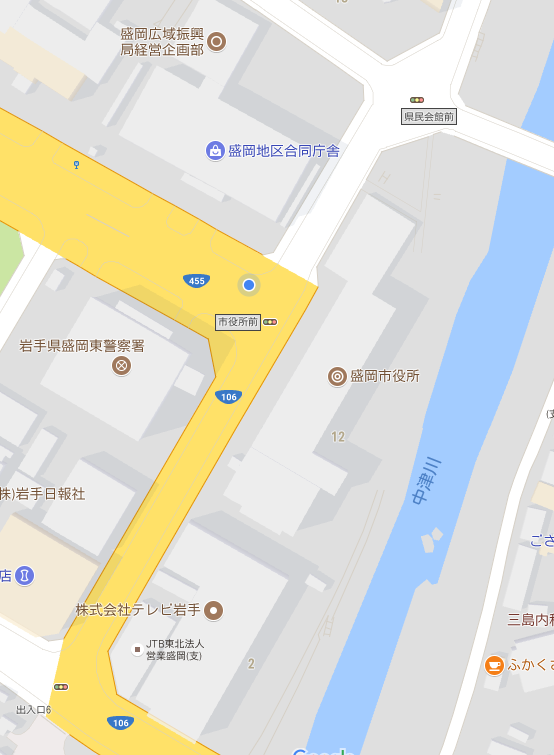 盛岡広域振興
局経営企画部
県民会館前
盛岡地区合同庁舎
455
市役所前
岩手県盛岡東警察署
盛岡市役所
106
12
中津川
株)岩手日報社
店
株式会社テレビ岩手
JTB東北法人
営業盛岡(支)
2
三島内科
ふかくさ
出入口6
106
Google